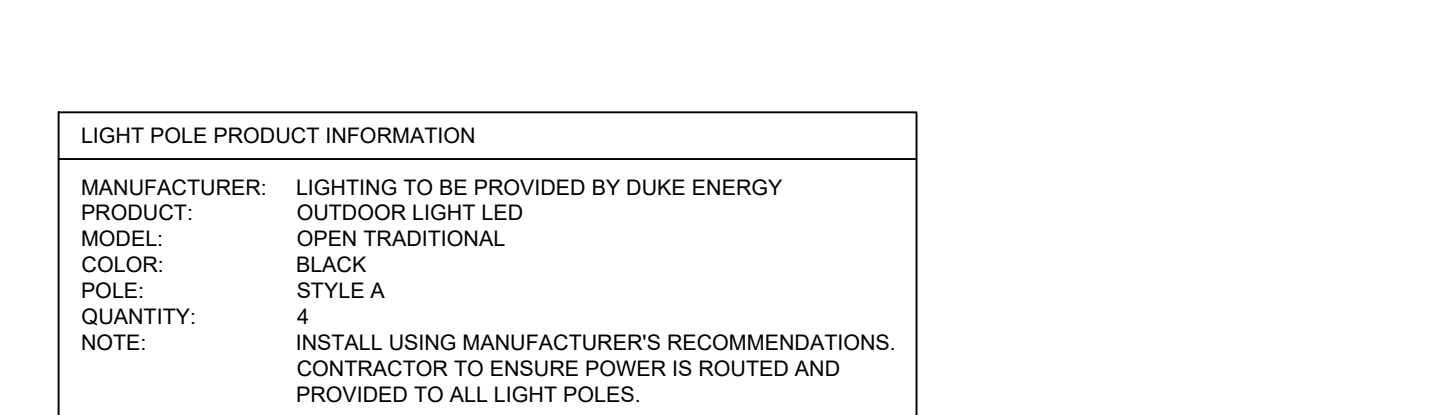 LIGHT POLE PRODUCT INFORMATION
MANUFACTURER: LIGHTING TO BE PROVIDED BY DUKE ENERGY
PRODUCT: OUTDOOR LIGHT LED
MODEL: OPEN TRADITIONAL
COLOR: BLACK
POLE: STYLE A
QUANTITY: 4
NOTE: INSTALL USING MANUFACTURER'S RECOMMENDATIONS.
CONTRACTOR TO ENSURE POWER IS ROUTED AND
PROVIDED TO ALL LIGHT POLES.